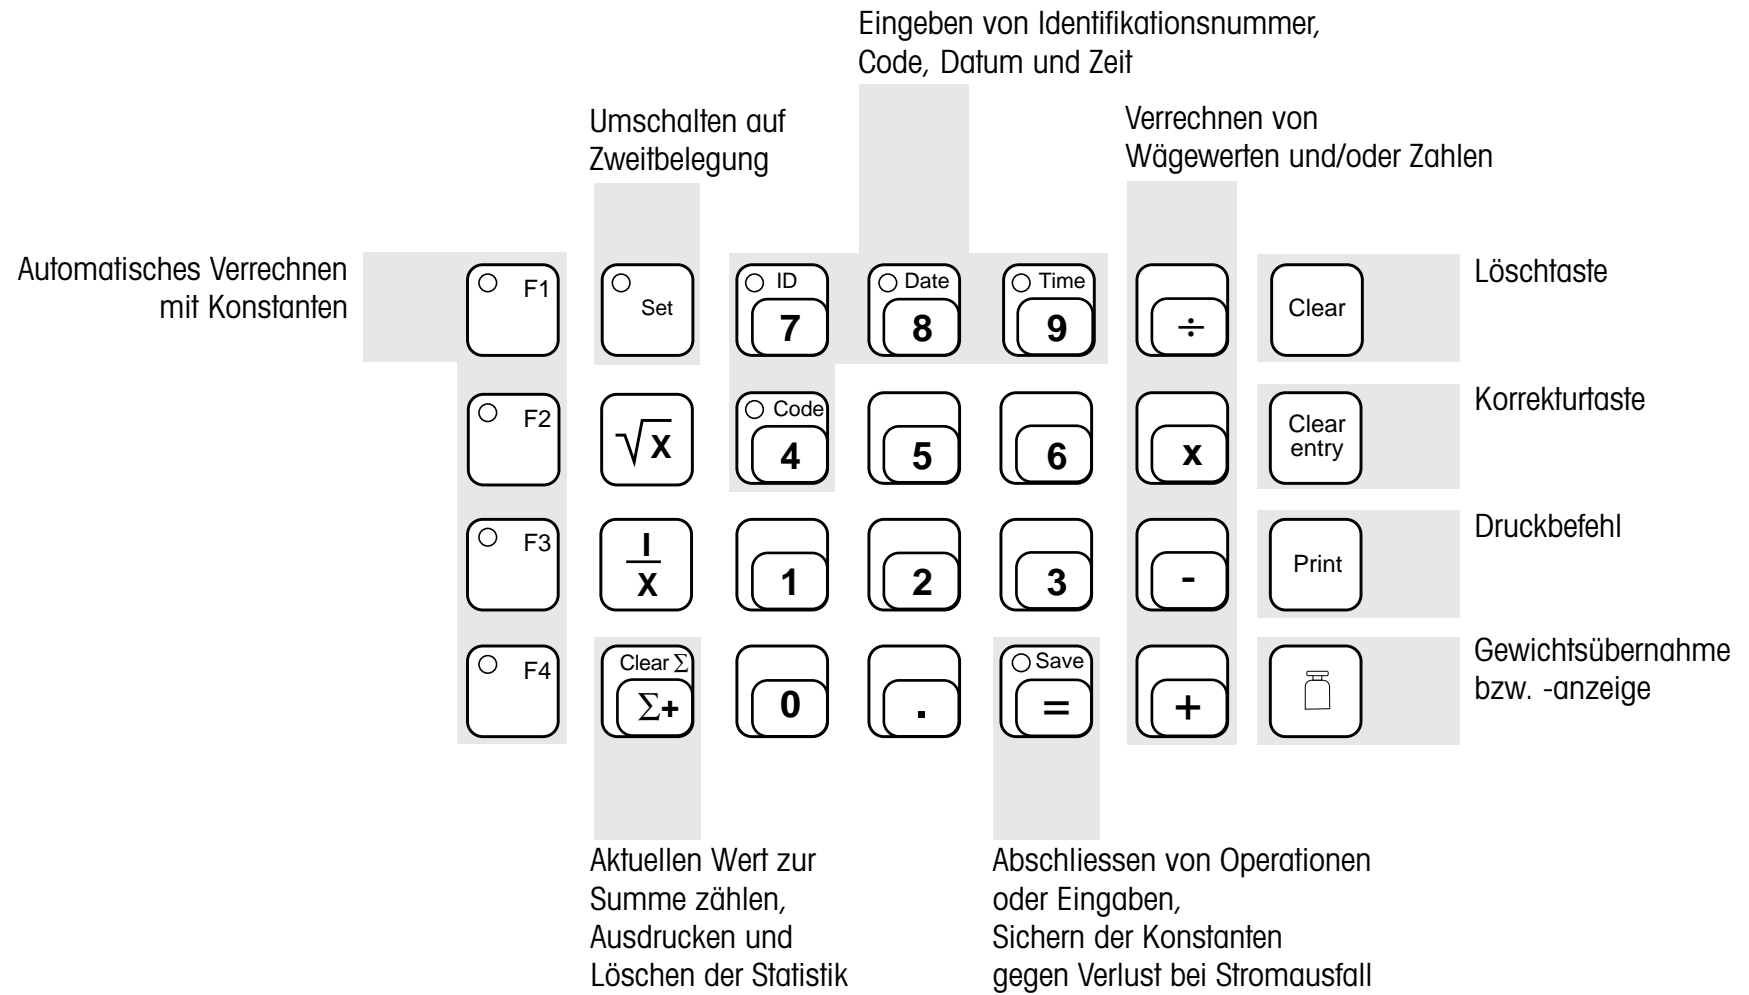 Eingeben von Identifikationsnummer,
Code, Datum und Zeit
Umschalten auf
Zweitbelegung
Verrechnen von
Wägewerten und/oder Zahlen
Automatisches Verrechnen
mit Konstanten
F1
Set
ID
7
Date
8
Time
9
÷
Clear
Löschtaste
F2
√x
Code
4
5
6
x
Clear
entry
Korrekturtaste
F3
I
X
1
2
3
-
Print
Druckbefehl
F4
Clear Σ
Σ+
0
.
Save
=
+
Gewichtsübernahme
bzw. -anzeige
Aktuellen Wert zur
Summe zählen,
Ausdrucken und
Löschen der Statistik
Abschliessen von Operationen
oder Eingaben,
Sichern der Konstanten
gegen Verlust bei Stromausfall